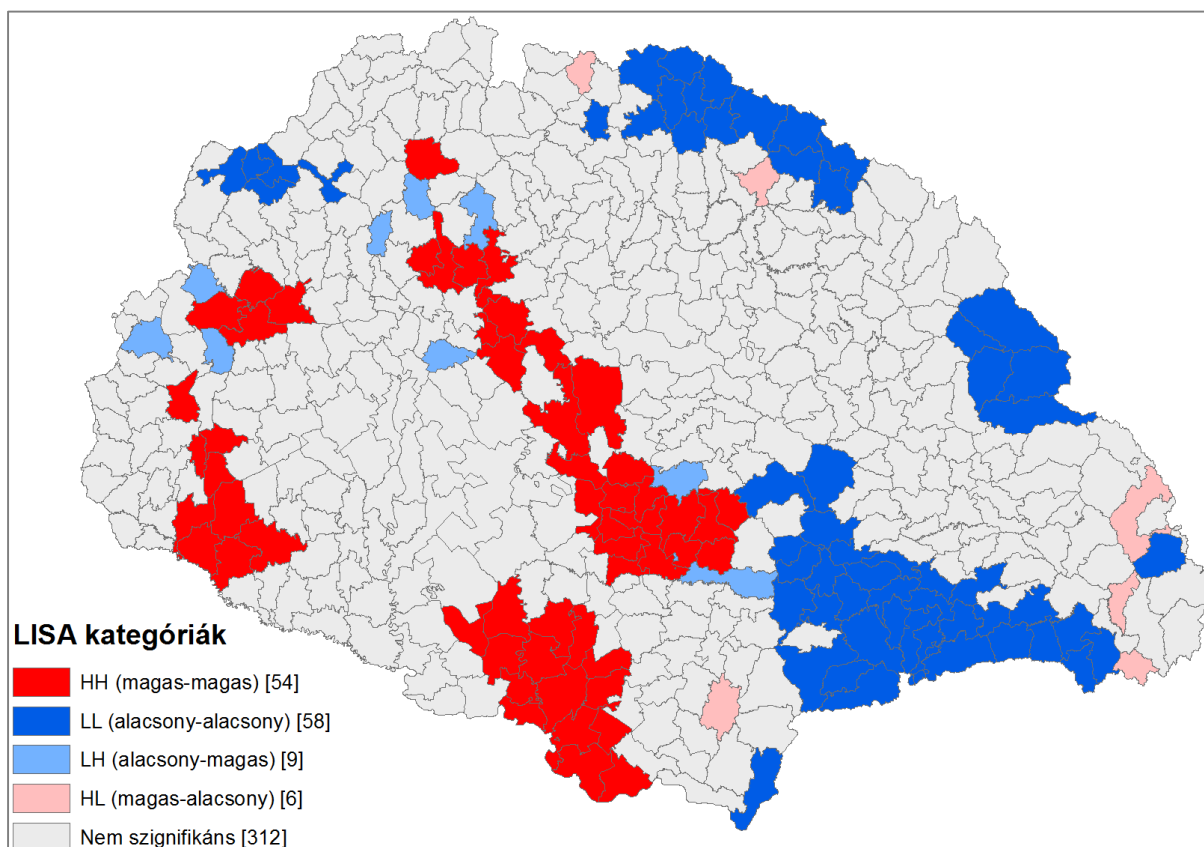 LISA kategóriák
HH (magas-magas) [54]
LL (alacsony-alacsony) [58]
LH (alacsony-magas) [9]
HL (magas-alacsony) [6]
Nem szignifikáns [312]